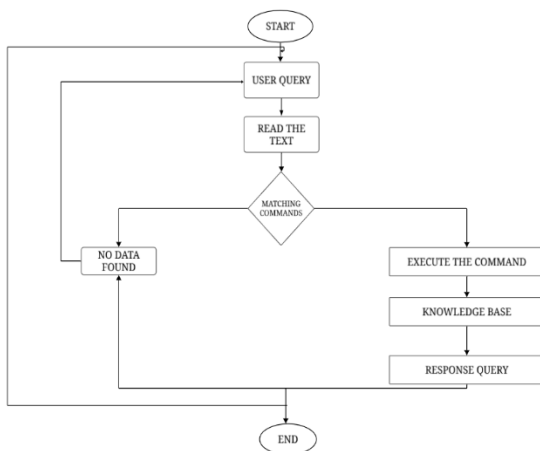 START
USER QUERY
READ THE
TEXT
MATCHING
COMMANDS
NO DATA
FOUND
EXECUTE THE COMMAND
KNOWLEDGE BASE
RESPONSE QUERY
END